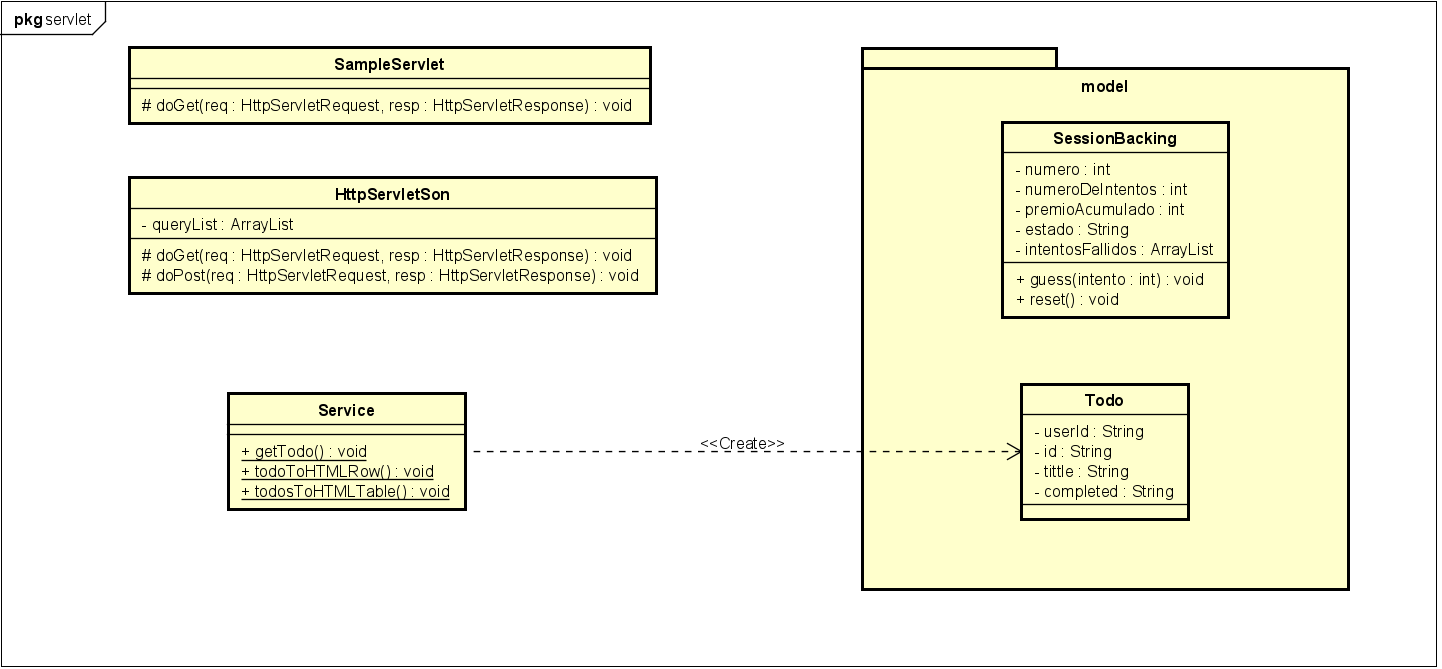 pkg servlet
SampleServlet
# doGet(req : HttpServletRequest, resp : HttpServletResponse) : void
HttpServletSon
- queryList : ArrayList
# doGet(req : HttpServletRequest, resp : HttpServletResponse) : void
# doPost(req : HttpServletRequest, resp : HttpServletResponse) : void
Service
+ getTodo() : void
+ todoToHTMLRow() : void
+ todosToHTMLTable() : void
<<Create>>
model
SessionBacking
- numero : int
- numeroDeIntentos : int
- premioAcumulado : int
- estado : String
- intentosFallidos : ArrayList
+ guess(intento : int) : void
+ reset() : void
Todo
- userId : String
- id : String
- tittle : String
- completed : String